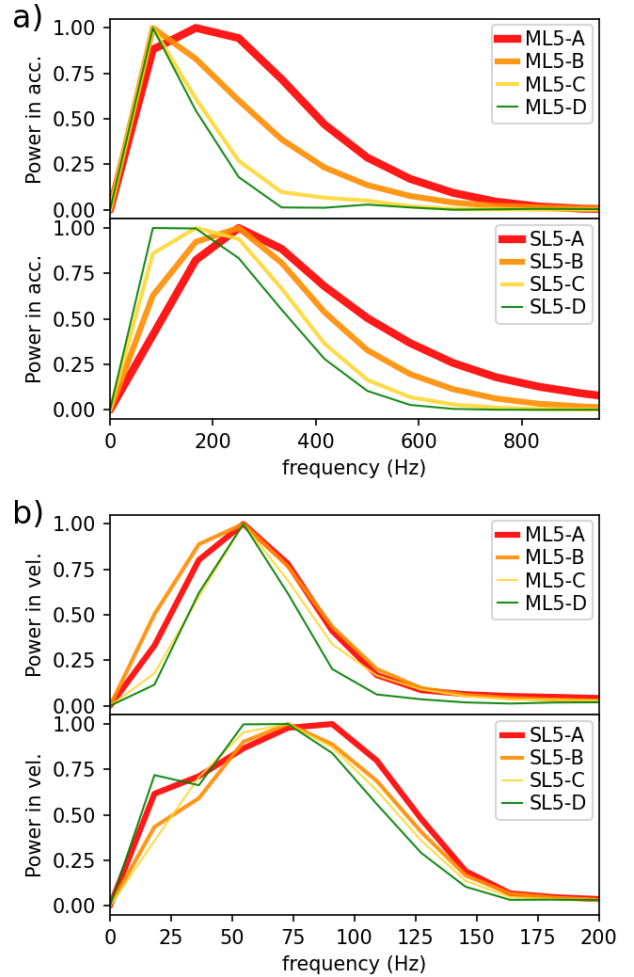 a)
Power in acc.
1.00
0.75
0.50
0.25
0.00
ML5-A
ML5-B
ML5-C
ML5-D
Power in acc.
1.00
0.75
0.50
0.25
0.00
SL5-A
SL5-B
SL5-C
SL5-D
0 200 400 600 800
frequency (Hz)
b)
Power in vel.
1.00
0.75
0.50
0.25
0.00
ML5-A
ML5-B
ML5-C
ML5-D
Power in vel.
1.00
0.75
0.50
0.25
0.00
SL5-A
SL5-B
SL5-C
SL5-D
0 25 50 75 100 125 150 175 200
frequency (Hz)